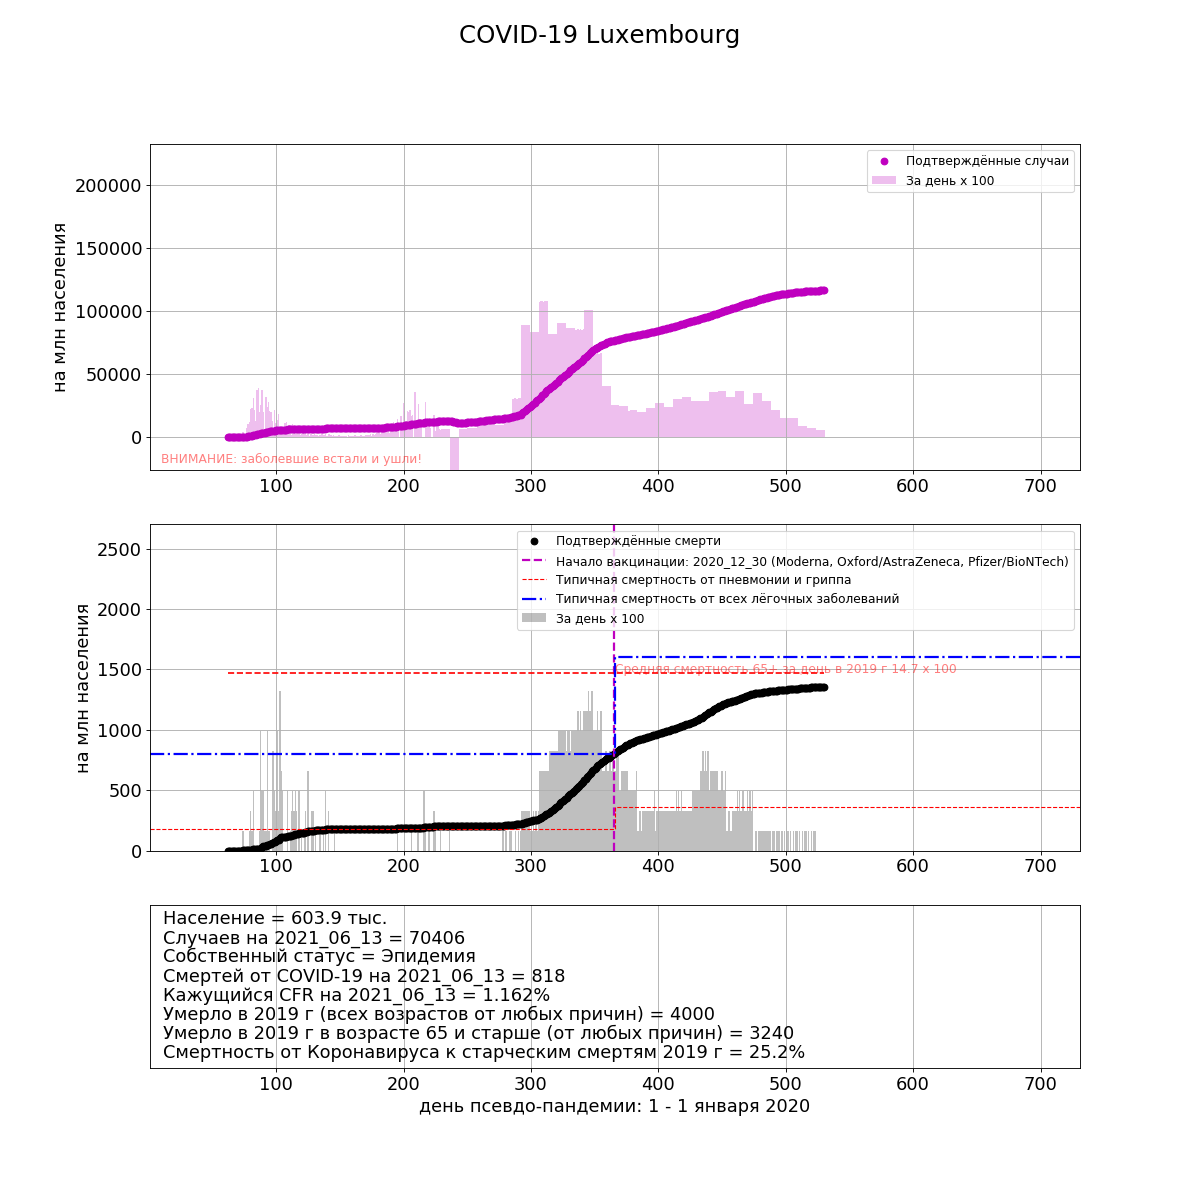 COVID-19 Luxembourg
Подтверждённые случаи
За день x 100
200000
150000
100000
50000
0
на млн населения
ВНИМАНИЕ: заболевшие встали и ушли!
100 200 300 400 500 600 700
Подтверждённые смерти
Начало вакцинации: 2020_12_30 (Moderna, Oxford/AstraZeneca, Pfizer/BioNTech)
Типичная смертность от пневмонии и гриппа
Типичная смертность от всех лёгочных заболеваний
За день x 100
2500
2000
1500
1000
500
0
на млн населения
Средняя смертность 65+ за день в 2019 г 14.7 x 100
100 200 300 400 500 600 700
Население = 603.9 тыс.
Случаев на 2021_06_13 = 70406
Собственный статус = Эпидемия
Смертей от COVID-19 на 2021_06_13 = 818
Кажущийся CFR на 2021_06_13 = 1.162%
Умерло в 2019 г (всех возрастов от любых причин) = 4000
Умерло в 2019 г в возрасте 65 и старше (от любых причин) = 3240
Смертность от Коронавируса к старческим смертям 2019 г = 25.2%
100 200 300 400 500 600 700
день псевдо-пандемии: 1 - 1 января 2020